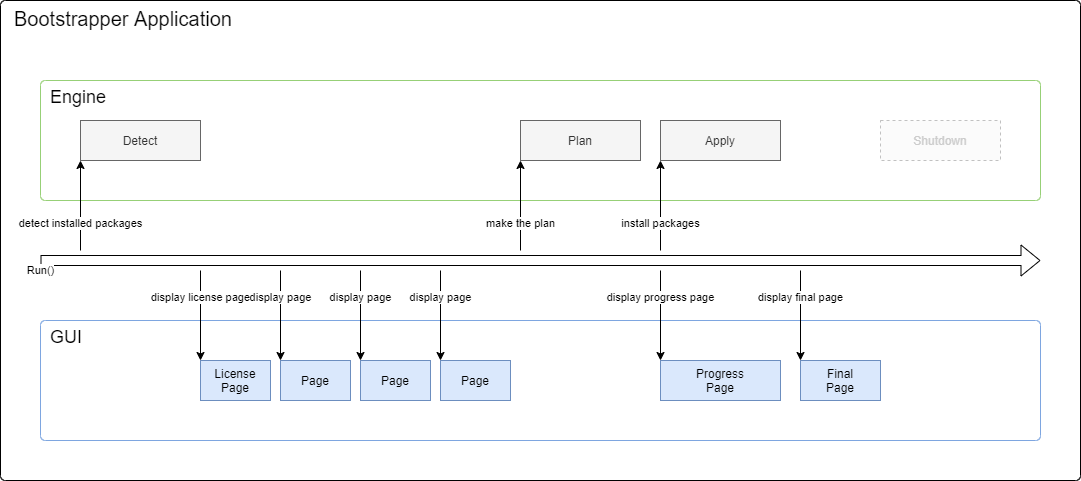 Bootstrapper Application
Engine
Detect
Plan
Apply
Shutdown
detect installed packages
make the plan
install packages
Run()
display license page
display page
display page
display page
display progress page
display final page
GUI
License
Page
Page
Page
Page
Progress
Page
Final
Page